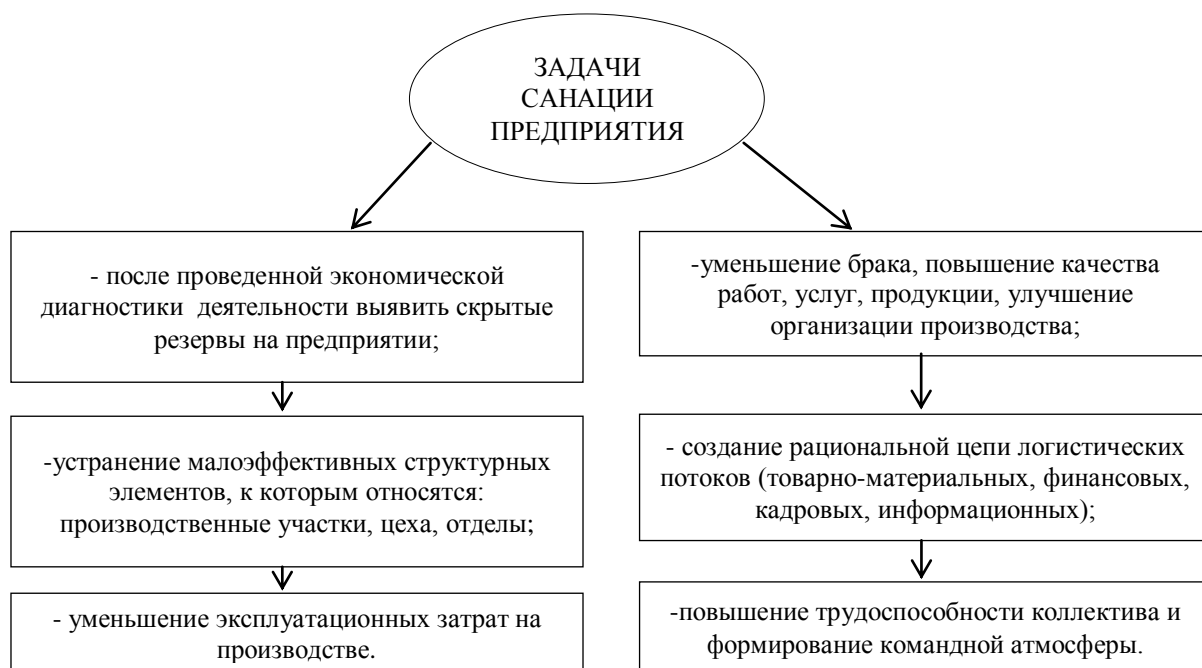 ЗАДАЧИ
САНАЦИИ
ПРЕДПРИЯТИЯ
- после проведенной экономической
диагностики деятельности выявить скрытые
резервы на предприятии;
-устранение малоэффективных структурных
элементов, к которым относятся:
производственные участки, цеха, отделы;
- уменьшение эксплуатационных затрат на
производстве.
-уменьшение брака, повышение качества
работ, услуг, продукции, улучшение
организации производства;
- создание рациональной цепи логистических
потоков (товарно-материальных, финансовых,
кадровых, информационных);
-повышение трудоспособности коллектива и
формирование командной атмосферы.